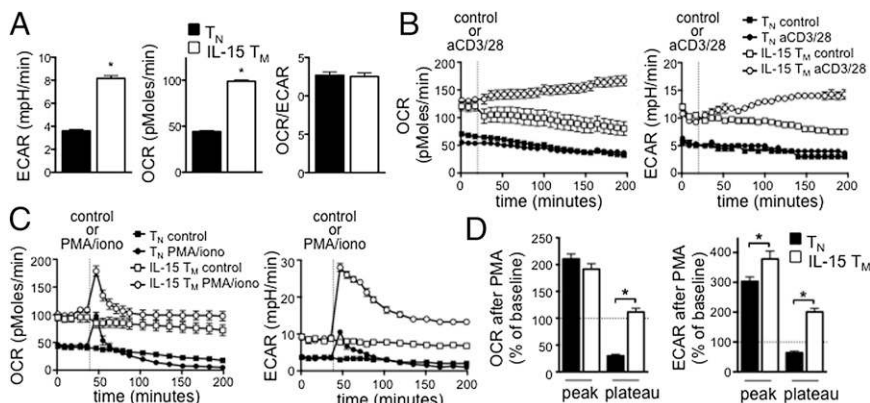 A
T_N
IL-15 T_M
ECAR (mpH/min)
10
5
0
*
OCR (pMoles/min)
100
50
0
*
OCR/ECAR
0
B
control
or
aCD3/28
OCR
(pMoles/min)
200
150
100
50
0
0 50 100 150 200
time (minutes)
control
or
aCD3/28
T_N control
T_N aCD3/28
IL-15 T_M control
IL-15 T_M aCD3/28
ECAR (mpH/min)
20
15
10
5
0
0 50 100 150 200
time (minutes)
C
control
or
PMA/iono
T_N control
T_N PMA/iono
IL-15 T_M control
IL-15 T_M PMA/iono
OCR (pMoles/min)
200
150
100
50
0
0 50 100 150 200
time (minutes)
control
or
PMA/iono
ECAR (mpH/min)
30
20
10
0
0 50 100 150 200
time (minutes)
D
OCR after PMA
(% of baseline)
250
200
150
100
50
0
*
peak plateau
T_N
IL-15 T_M
ECAR after PMA
(% of baseline)
400
300
200
100
0
*
*
peak plateau